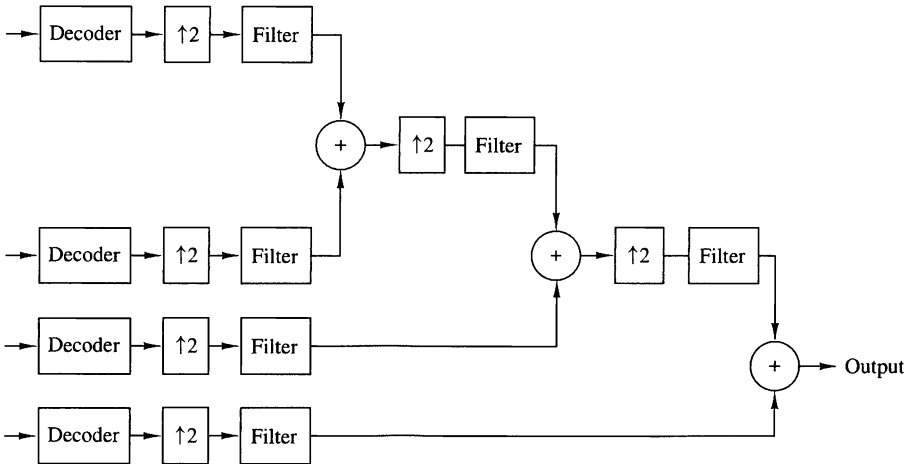 Decoder ↑2 Filter
+ ↑2 Filter
Decoder ↑2 Filter + ↑2 Filter
Decoder ↑2 Filter
+ Output
Decoder ↑2 Filter